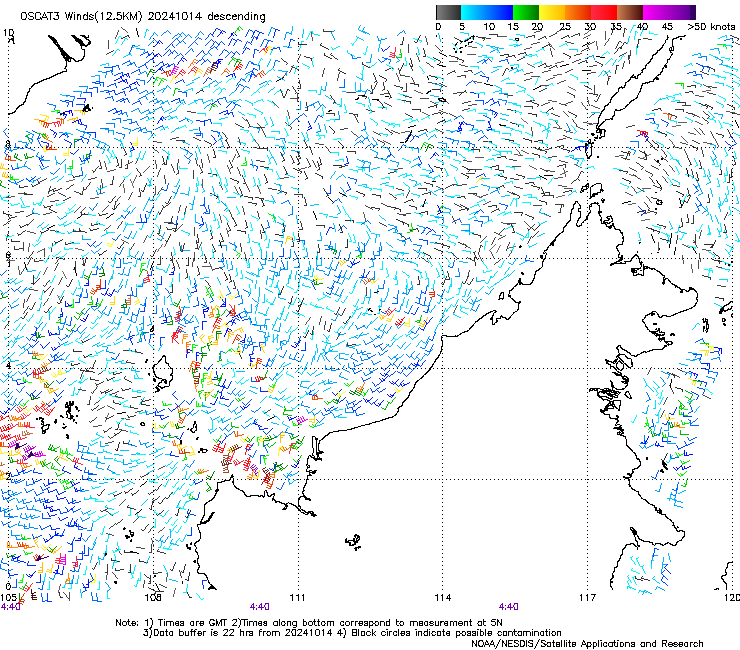 OSCAT3 Winds(12.5KM) 20241014 descending
0 5 10 15 20 25 30 35 40 45 >50 knots
10
8
6
4
2
0
105 108 111 114 117 120
4:40 4:40 4:40
Note: 1) Times are GMT 2)Times along bottom correspond to measurement at 5N
3)Data buffer is 22 hrs from 20241014 4) Black circles indicate possible contamination
NOAA/NESDIS/Satellite Applications and Research